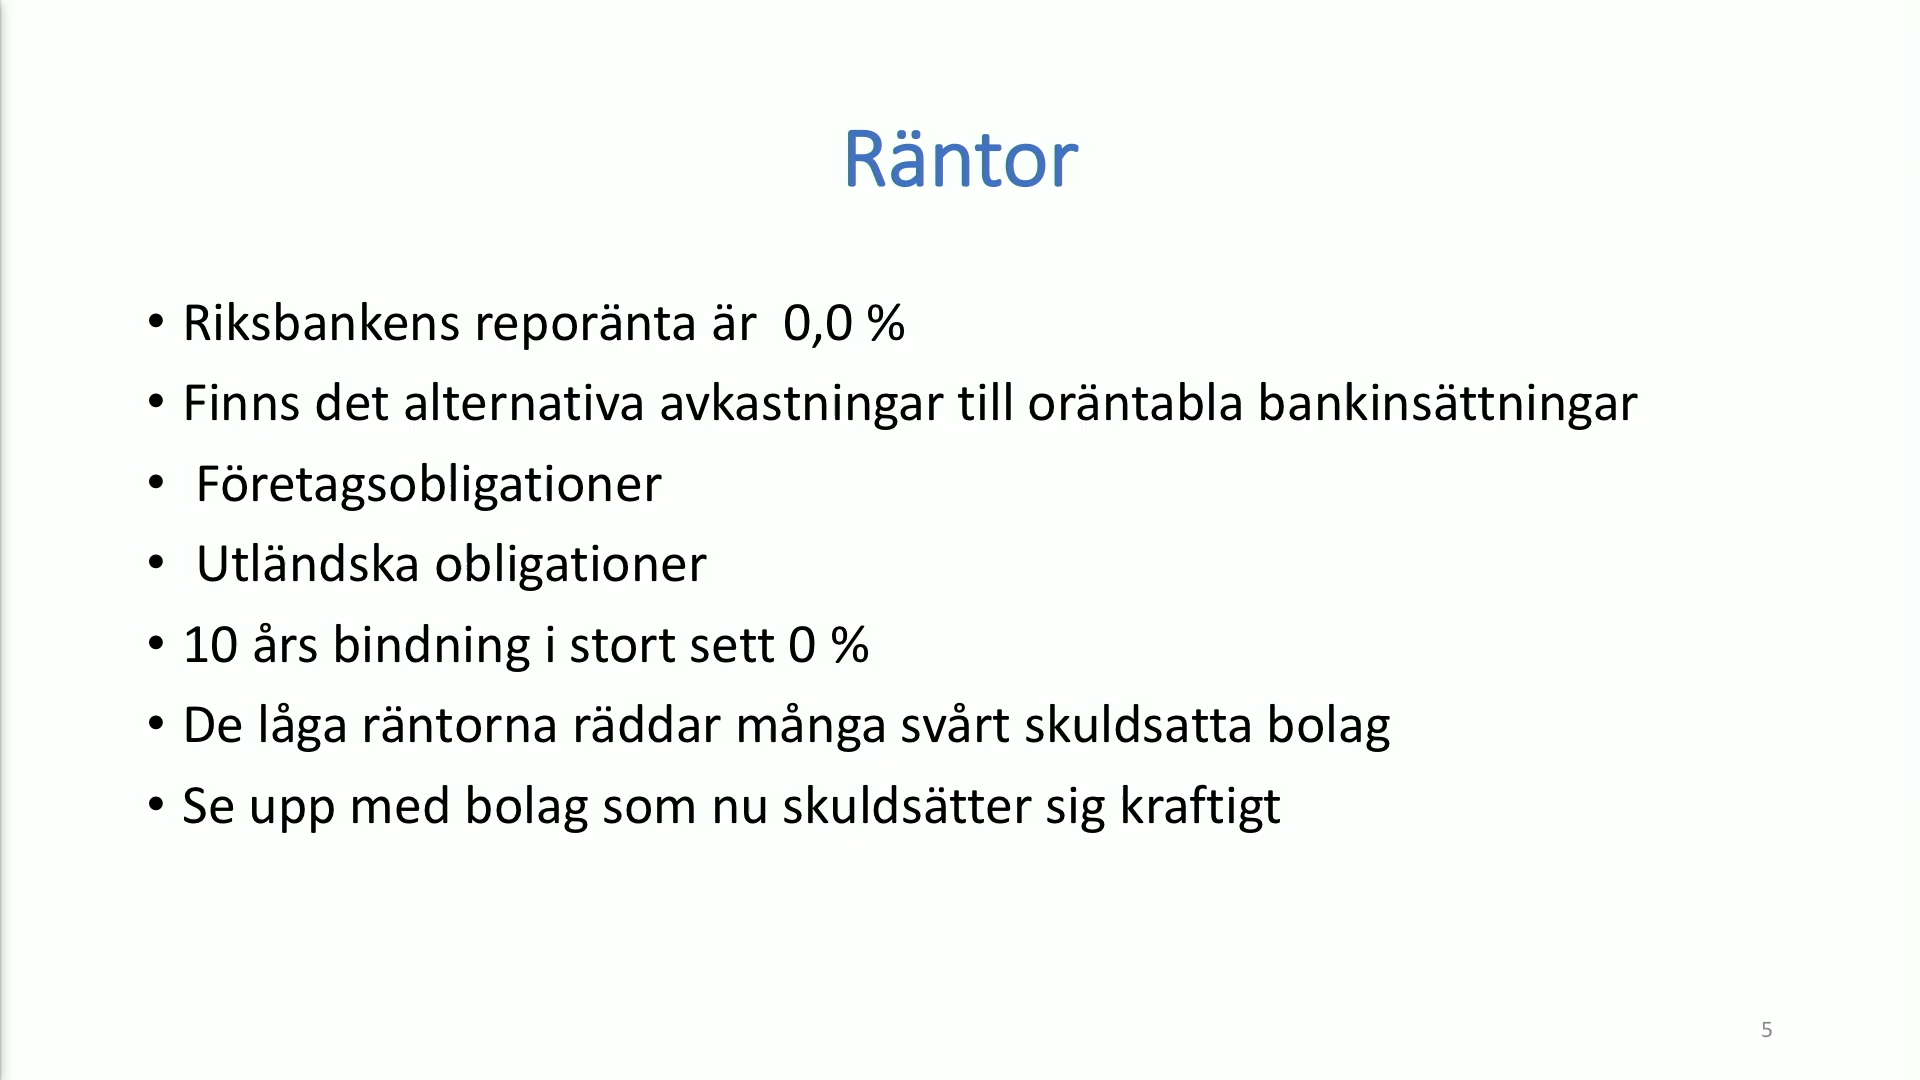 Räntor
• Riksbankens reporänta är  0,0 %
• Finns det alternativa avkastningar till oräntabla bankinsättningar
•  Företagsobligationer
•  Utländska obligationer
• 10 års bindning i stort sett 0 %
• De låga räntorna räddar många svårt skuldsatta bolag
• Se upp med bolag som nu skuldsätter sig kraftigt
5